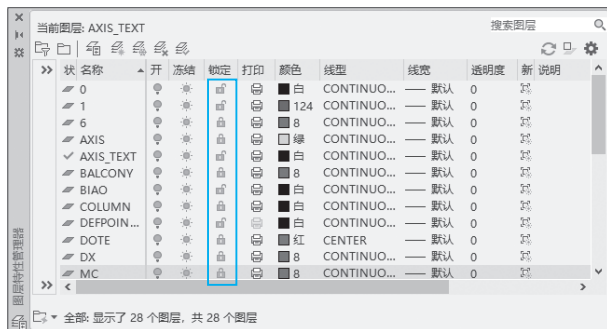 当前图层: AXIS_TEXT
搜索图层
状 名称 开 冻结 锁定 打印 颜色 线型 线宽 透明度 新 说明
0 白 CONTINUO... 默认 0
1 124 CONTINUO... 默认 0
6 8 CONTINUO... 默认 0
AXIS 绿 CONTINUO... 默认 0
AXIS_TEXT 白 CONTINUO... 默认 0
BALCONY 8 CONTINUO... 默认 0
BIAO 白 CONTINUO... 默认 0
COLUMN 白 CONTINUO... 默认 0
DEFPOIN... 白 CONTINUO... 默认 0
DOTE 红 CENTER 默认 0
DX 8 CONTINUO... 默认 0
MC 8 CONTINUO... 默认 0
图层特性管理器
全部: 显示了 28 个图层，共 28 个图层